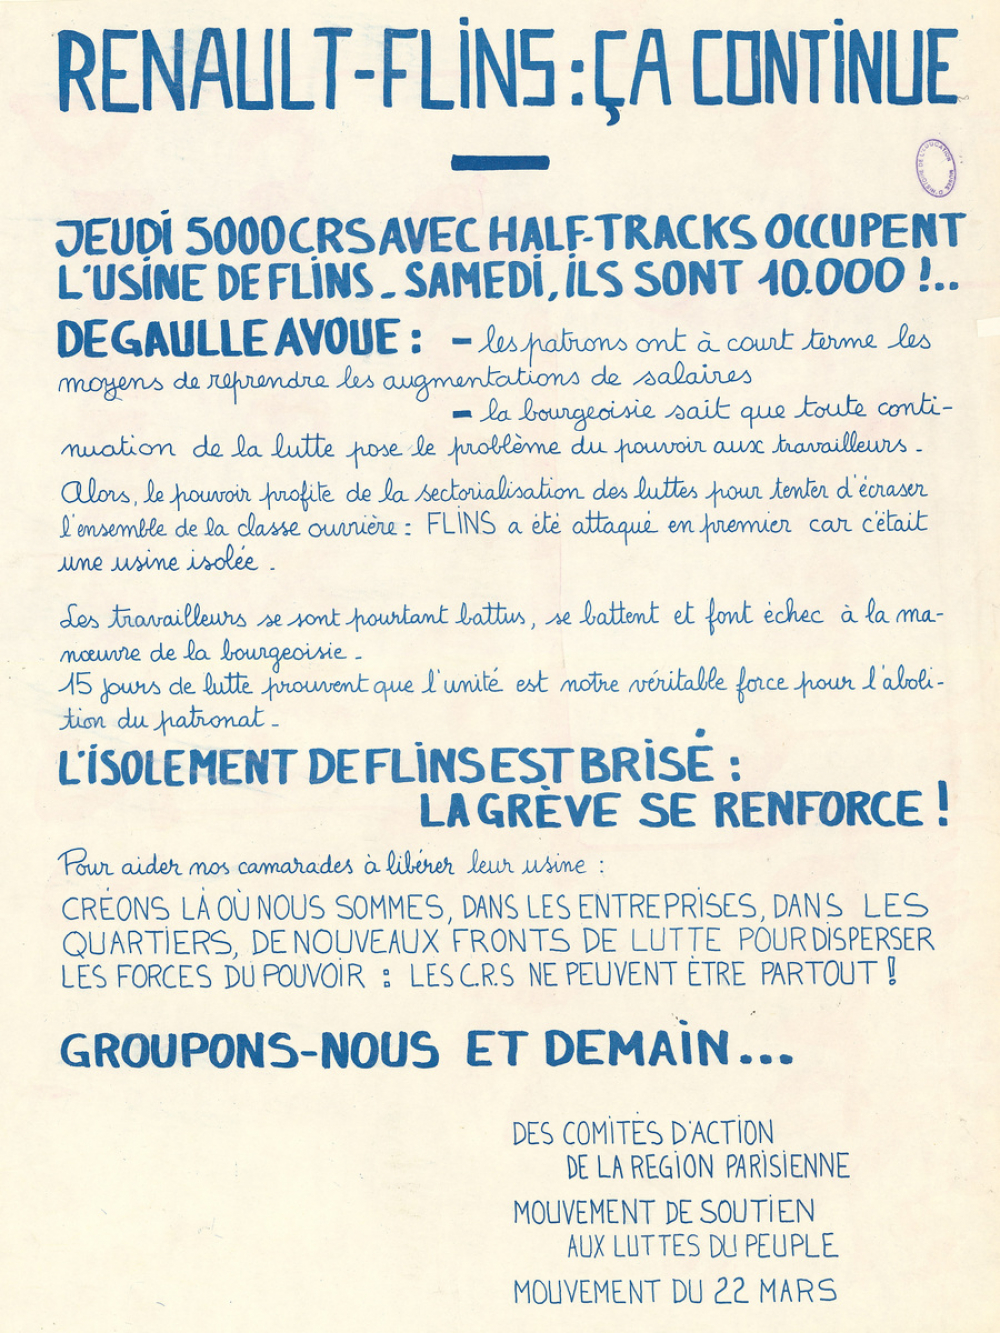 RENAULT-FLINS : ÇA CONTINUE
JEUDI 5000 CRS AVEC HALF-TRACKS OCCUPENT
L'USINE DE FLINS _ SAMEDI, ILS SONT 10.000 !..
DE GAULLE AVOUE : - les patrons ont à court terme les
moyens de reprendre les augmentations de salaires
- la bourgeoisie sait que toute conti-
nuation de la lutte pose le problème du pouvoir aux travailleurs .
Alors, le pouvoir profite de la sectorialisation des luttes pour tenter d'écraser
l'ensemble de la classe ouvrière : FLINS a été attaqué en premier car c'était
une usine isolée .
Les travailleurs se sont pourtant battus, se battent et font échec à la ma-
nœuvre de la bourgeoisie .
15 jours de lutte prouvent que l'unité est notre véritable force pour l'aboli-
tion du patronat .
L'ISOLEMENT DE FLINS EST BRISÉ :
LA GRÈVE SE RENFORCE !
Pour aider nos camarades à libérer leur usine :
CRÉONS LÀ OÙ NOUS SOMMES, DANS LES ENTREPRISES, DANS LES
QUARTIERS, DE NOUVEAUX FRONTS DE LUTTE POUR DISPERSER
LES FORCES DU POUVOIR : LES C.R.S NE PEUVENT ÊTRE PARTOUT !
GROUPONS-NOUS ET DEMAIN...
DES COMITÉS D'ACTION
DE LA REGION PARISIENNE
MOUVEMENT DE SOUTIEN
AUX LUTTES DU PEUPLE
MOUVEMENT DU 22 MARS